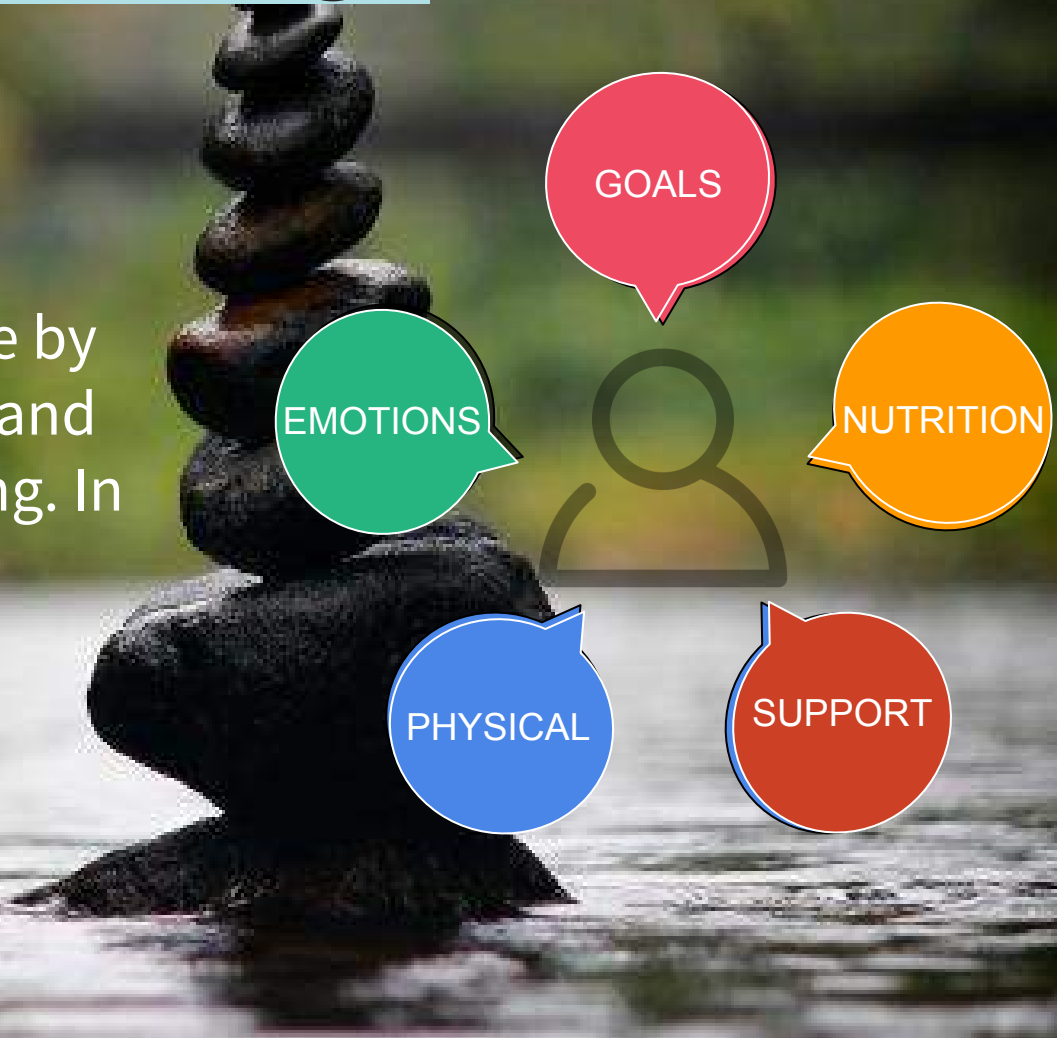 e by
and
ng. In
GOALS
EMOTIONS
NUTRITION
PHYSICAL
SUPPORT